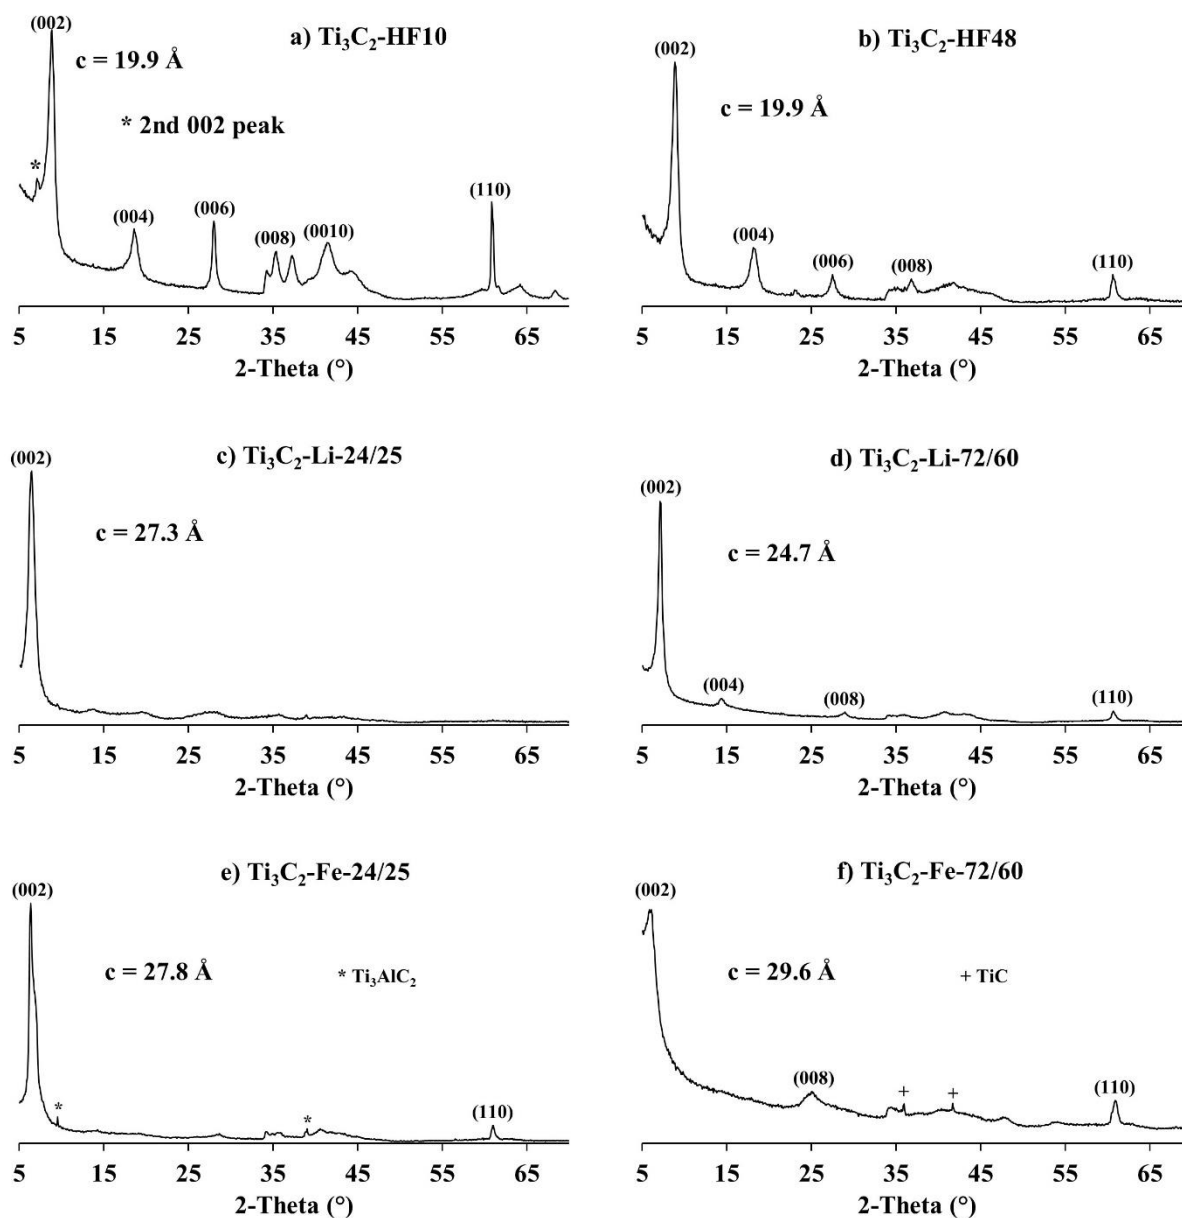 a) Ti₃C₂-HF10
(002)
c = 19.9 Å
* 2nd 002 peak
*
(004)
(006)
(008)
(0010)
(110)
5 15 25 35 45 55 65
2-Theta (°)
b) Ti₃C₂-HF48
(002)
c = 19.9 Å
(004)
(006)
(008)
(110)
5 15 25 35 45 55 65
2-Theta (°)
c) Ti₃C₂-Li-24/25
(002)
c = 27.3 Å
5 15 25 35 45 55 65
2-Theta (°)
d) Ti₃C₂-Li-72/60
(002)
c = 24.7 Å
(004)
(008)
(110)
5 15 25 35 45 55 65
2-Theta (°)
e) Ti₃C₂-Fe-24/25
(002)
c = 27.8 Å
* Ti₃AlC₂
*
*
(110)
5 15 25 35 45 55 65
2-Theta (°)
f) Ti₃C₂-Fe-72/60
(002)
c = 29.6 Å
+ TiC
(008)
+
+
(110)
5 15 25 35 45 55 65
2-Theta (°)